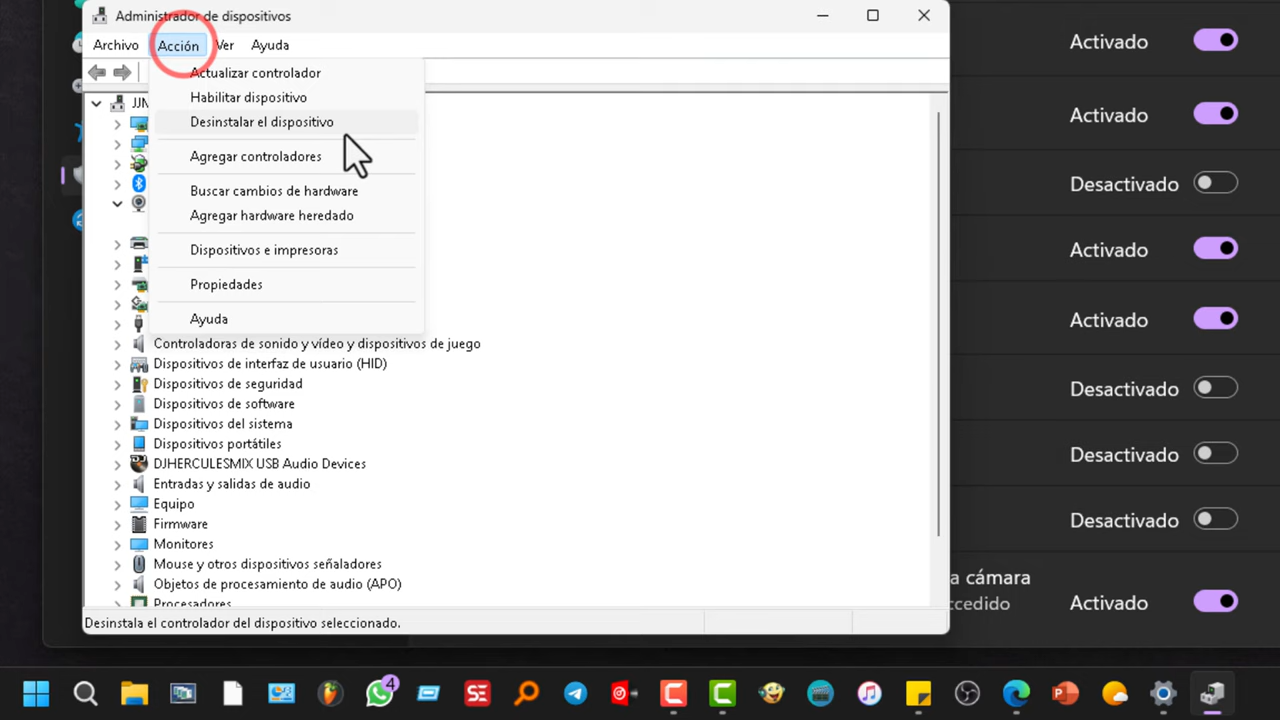 Administrador de dispositivos
Archivo Acción Ver Ayuda
Actualizar controlador
Habilitar dispositivo
Desinstalar el dispositivo
Agregar controladores
Buscar cambios de hardware
Agregar hardware heredado
Dispositivos e impresoras
Propiedades
Ayuda
Controladoras de sonido y vídeo y dispositivos de juego
Dispositivos de interfaz de usuario (HID)
Dispositivos de seguridad
Dispositivos de software
Dispositivos del sistema
Dispositivos portátiles
DJHERCULESMIX USB Audio Devices
Entradas y salidas de audio
Equipo
Firmware
Monitores
Mouse y otros dispositivos señaladores
Objetos de procesamiento de audio (APO)
Procesadores
Desinstala el controlador del dispositivo seleccionado.
Activado
Activado
Desactivado
Activado
Activado
Desactivado
Desactivado
Desactivado
a cámara
ccedido
Activado
4
SE